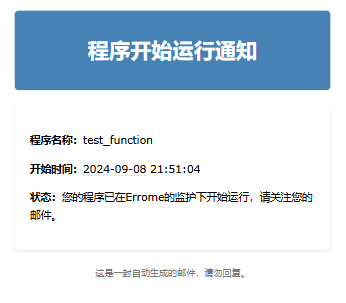 程序开始运行通知
程序名称：test_function
开始时间：2024-09-08 21:51:04
状态：您的程序已在Errome的监护下开始运行，请关注您的
邮件。
这是一封自动生成的邮件，请勿回复。